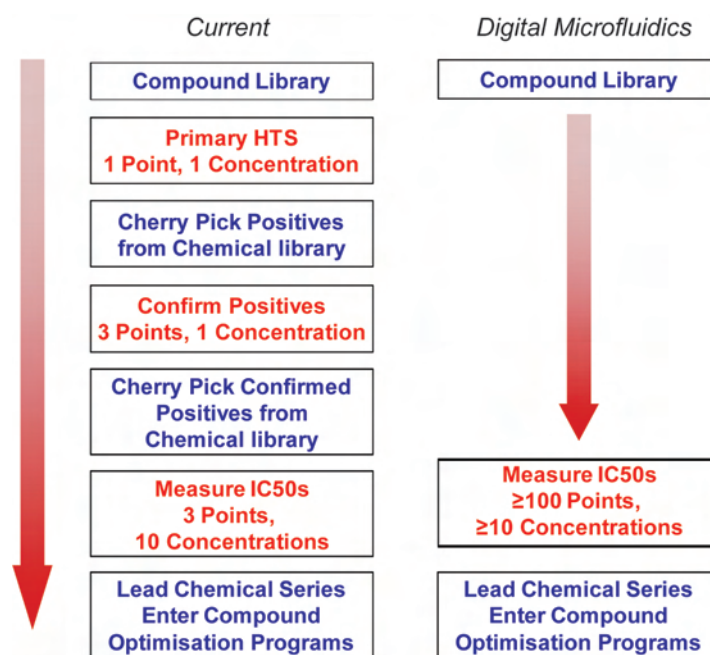 Current
Compound Library
Primary HTS
1 Point, 1 Concentration
Cherry Pick Positives
from Chemical library
Confirm Positives
3 Points, 1 Concentration
Cherry Pick Confirmed
Positives from
Chemical library
Measure IC50s
3 Points,
10 Concentrations
Lead Chemical Series
Enter Compound
Optimisation Programs
Digital Microfluidics
Compound Library
Measure IC50s
≥100 Points,
≥10 Concentrations
Lead Chemical Series
Enter Compound
Optimisation Programs